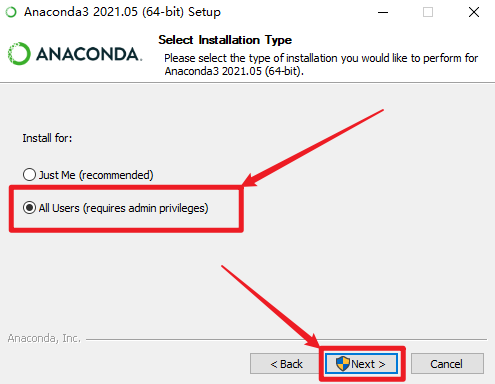 Anaconda3 2021.05 (64-bit) Setup
ANACONDA.
Select Installation Type
Please select the type of installation you would like to perform for
Anaconda3 2021.05 (64-bit).
Install for:
Just Me (recommended)
All Users (requires admin privileges)
Anaconda, Inc.
< Back
Next >
Cancel